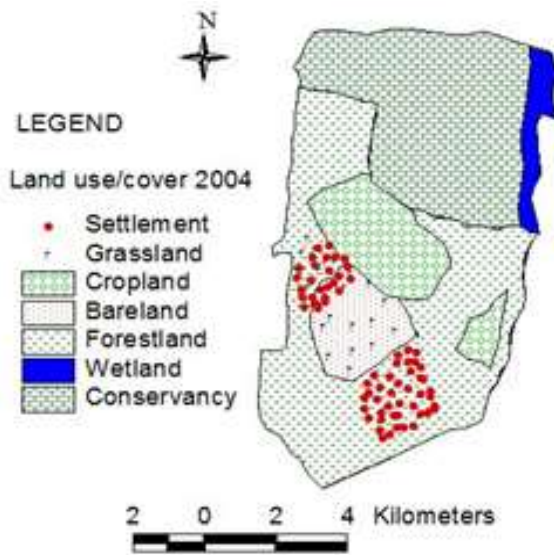 N
LEGEND
Land use/cover 2004
Settlement
Grassland
Cropland
Bareland
Forestland
Wetland
Conservancy
2 0 2 4 Kilometers